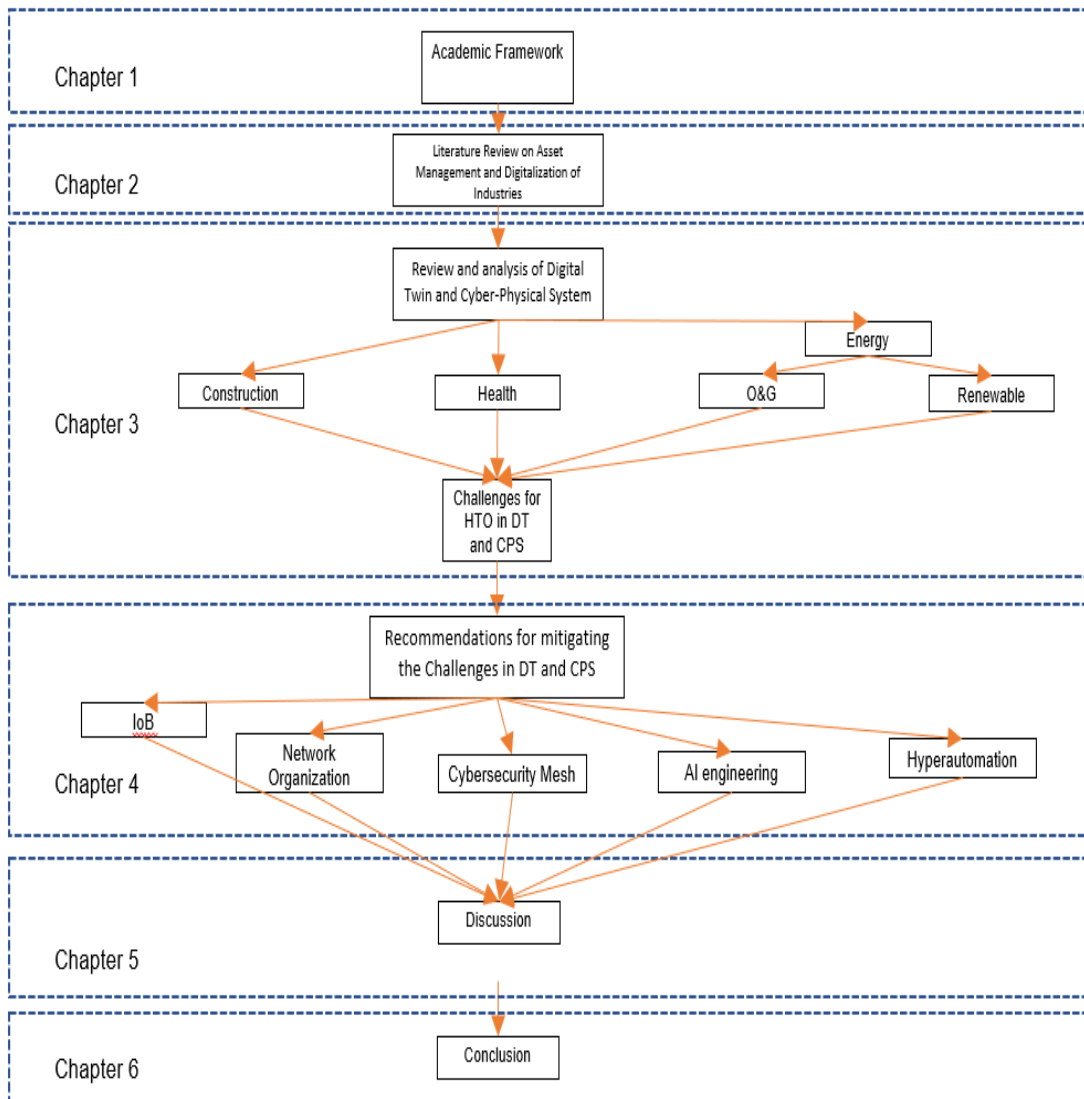 Chapter 1
Academic Framework
Chapter 2
Literature Review on Asset
Management and Digitalization of
Industries
Chapter 3
Review and analysis of Digital
Twin and Cyber-Physical System
Energy
Construction
Health
O&G
Renewable
Challenges for
HTO in DT
and CPS
Chapter 4
Recommendations for mitigating
the Challenges in DT and CPS
IoB
Network
Organization
Cybersecurity Mesh
AI engineering
Hyperautomation
Chapter 5
Discussion
Chapter 6
Conclusion